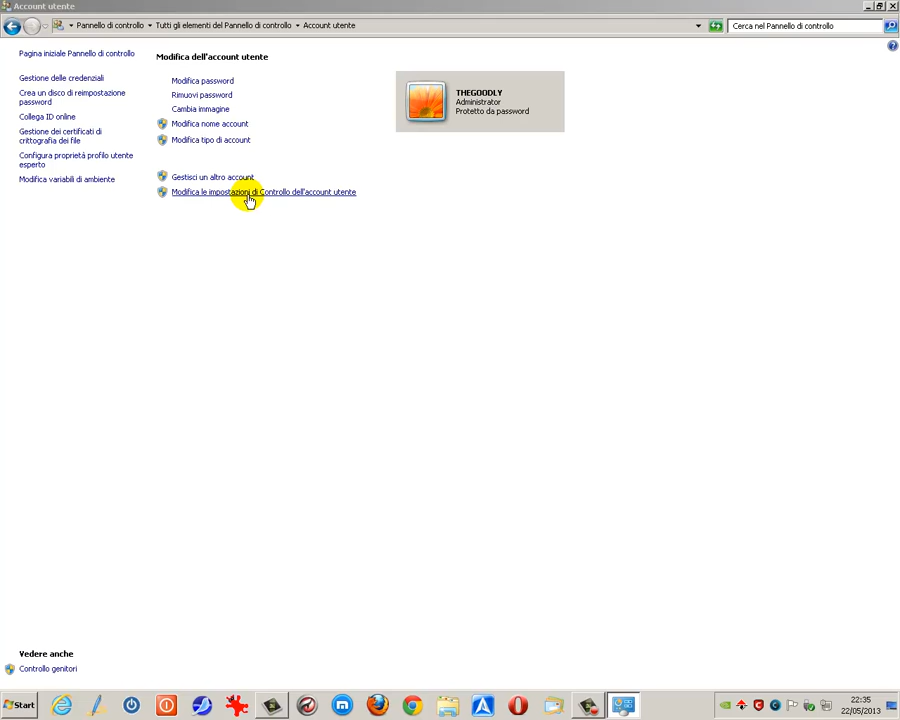 Account utente
Pannello di controllo
Tutti gli elementi del Pannello di controllo
Account utente
Cerca nel Pannello di controllo
Pagina iniziale Pannello di controllo
Gestione delle credenziali
Crea un disco di reimpostazione
password
Collega ID online
Gestione dei certificati di
crittografia dei file
Configura proprietá profilo utente
esperto
Modifica variabili di ambiente
Modifica dell'account utente
Modifica password
Rimuovi password
Cambia immagine
Modifica nome account
Modifica tipo di account
Gestisci un altro account
Modifica le impostazioni di Controllo dell'account utente
THEGOODLY
Administrator
Protetto da password
Vedere anche
Controllo genitori
Start
22:35
22/05/2013